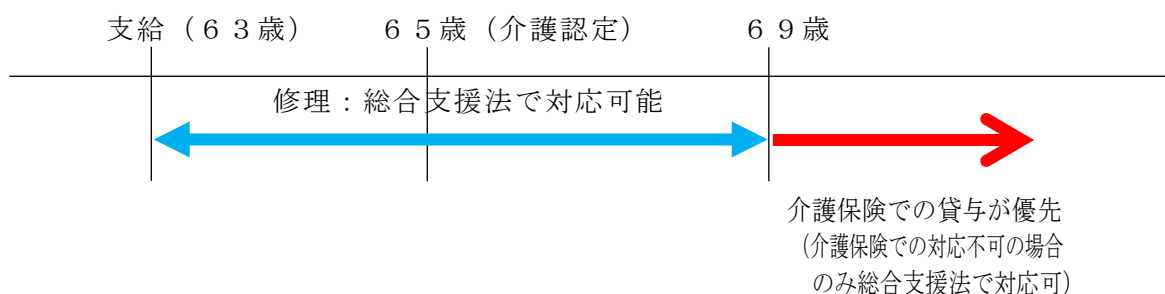 支給（６３歳）　６５歳（介護認定）　６９歳
修理：総合支援法で対応可能
介護保険での貸与が優先
（介護保険での対応不可の場合
のみ総合支援法で対応可）